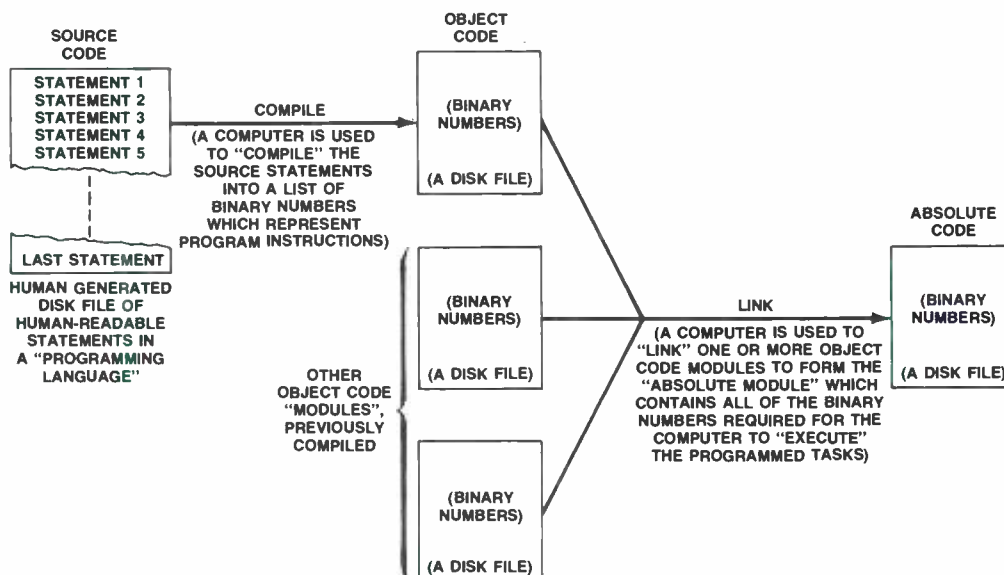 SOURCE
CODE
STATEMENT 1
STATEMENT 2
STATEMENT 3
STATEMENT 4
STATEMENT 5
LAST STATEMENT
HUMAN GENERATED
DISK FILE OF
HUMAN-READABLE
STATEMENTS IN
A "PROGRAMMING
LANGUAGE"
COMPILE
(A COMPUTER IS USED
TO "COMPILE" THE
SOURCE STATEMENTS
INTO A LIST OF
BINARY NUMBERS
WHICH REPRESENT
PROGRAM INSTRUCTIONS)
OBJECT
CODE
(BINARY
NUMBERS)
(A DISK FILE)
OTHER
OBJECT CODE
"MODULES",
PREVIOUSLY
COMPILED
(BINARY
NUMBERS)
(A DISK FILE)
(BINARY
NUMBERS)
(A DISK FILE)
LINK
(A COMPUTER IS USED TO
"LINK" ONE OR MORE OBJECT
CODE MODULES TO FORM THE
"ABSOLUTE MODULE" WHICH
CONTAINS ALL OF THE BINARY
NUMBERS REQUIRED FOR THE
COMPUTER TO "EXECUTE"
THE PROGRAMMED TASKS)
ABSOLUTE
CODE
(BINARY
NUMBERS)
(A DISK FILE)